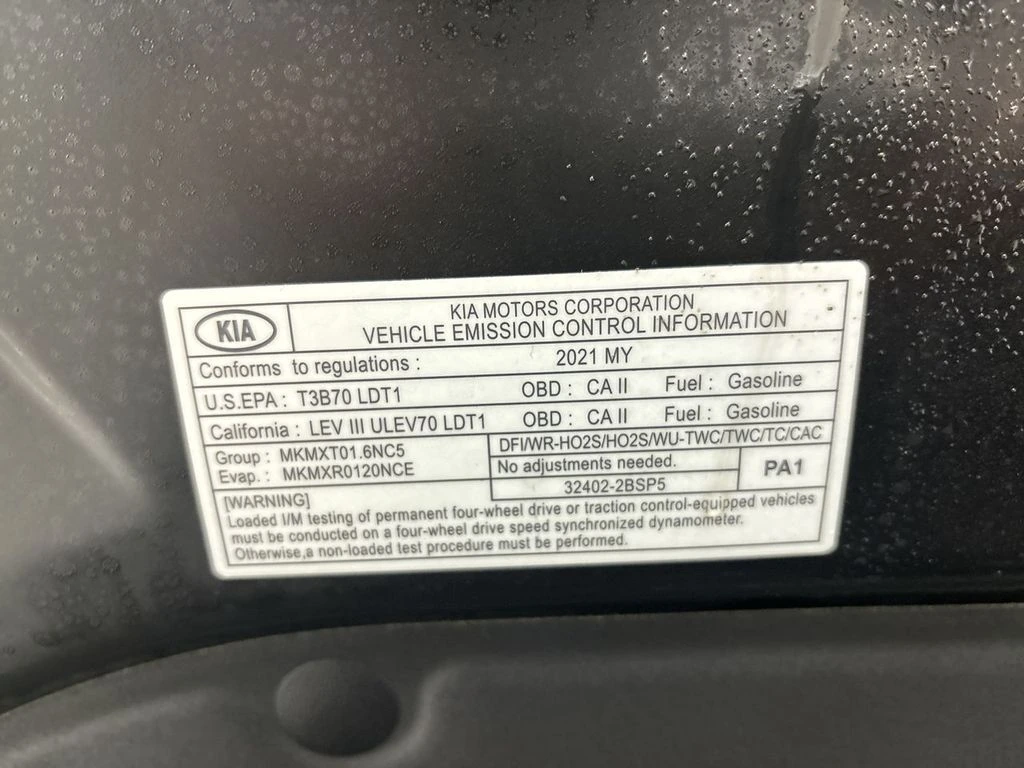 KIA
KIA MOTORS CORPORATION
VEHICLE EMISSION CONTROL INFORMATION
Conforms to regulations : 2021 MY
U.S.EPA : T3B70 LDT1 OBD : CA II Fuel : Gasoline
California : LEV III ULEV70 LDT1 OBD : CA II Fuel : Gasoline
Group : MKMXT01.6NC5
Evap. : MKMXR0120NCE
DFI/WR-HO2S/HO2S/WU-TWC/TWC/TC/CAC
No adjustments needed.
32402-2BSP5
PA1
[WARNING]
Loaded I/M testing of permanent four-wheel drive or traction control-equipped vehicles
must be conducted on a four-wheel drive speed synchronized dynamometer.
Otherwise,a non-loaded test procedure must be performed.